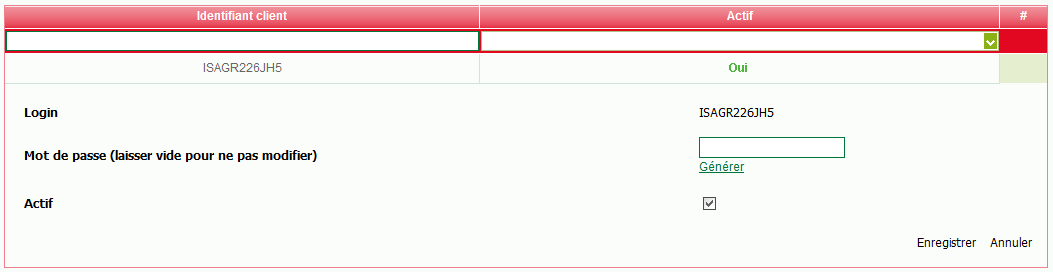 Identifiant client Actif #
ISAGR226JH5 Oui
Login ISAGR226JH5
Mot de passe (laisser vide pour ne pas modifier)
Générer
Actif
Enregistrer Annuler